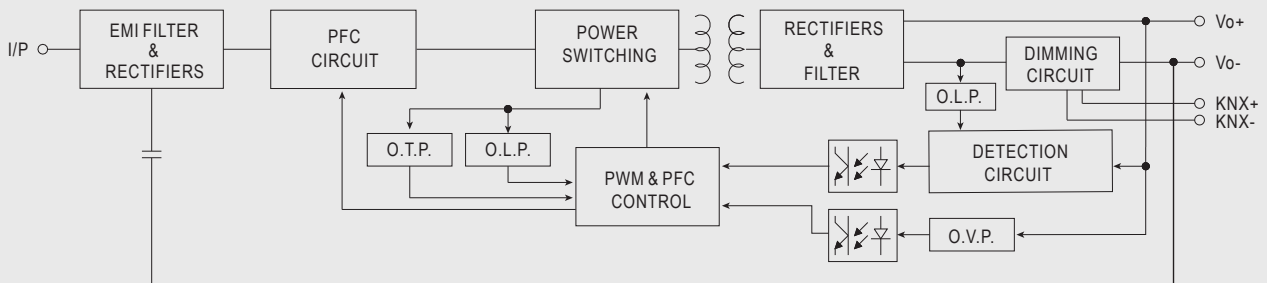 I/P
EMI FILTER
&
RECTIFIERS
PFC
CIRCUIT
POWER
SWITCHING
RECTIFIERS
&
FILTER
DIMMING
CIRCUIT
Vo+
Vo-
KNX+
KNX-
O.L.P.
O.T.P.
O.L.P.
PWM & PFC
CONTROL
DETECTION
CIRCUIT
O.V.P.